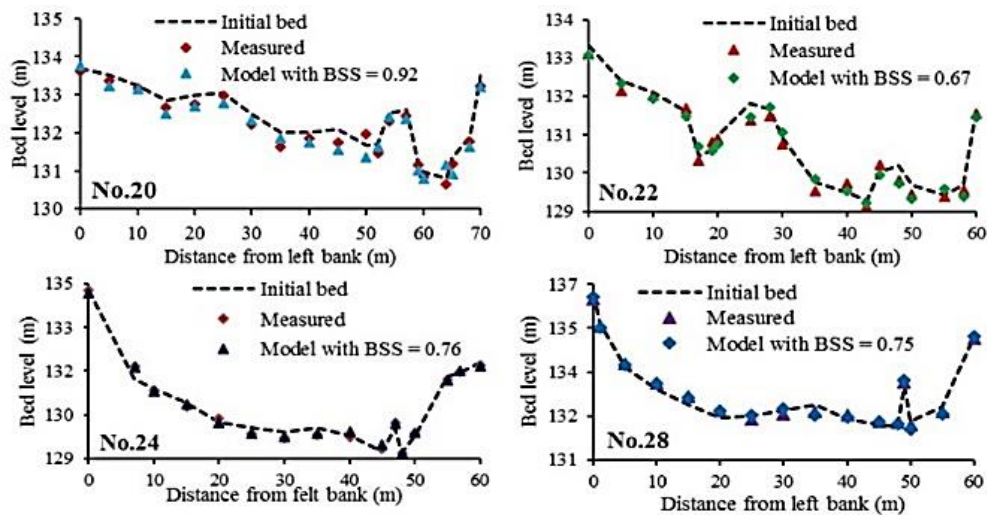 135
134
133
132
131
130
Bed level (m)
Initial bed
Measured
Model with BSS = 0.92
No.20
0 10 20 30 40 50 60 70
Distance from left bank (m)
134
133
132
131
130
129
Bed level (m)
Initial bed
Measured
Model with BSS = 0.67
No.22
0 10 20 30 40 50 60
Distance from left bank (m)
135
133
132
130
129
Bed level (m)
Initial bed
Measured
Model with BSS = 0.76
No.24
0 10 20 30 40 50 60
Distance from felt bank (m)
137
135
134
132
131
Bed level (m)
Initial bed
Measured
Model with BSS = 0.75
No.28
0 10 20 30 40 50 60
Distance from left bank (m)